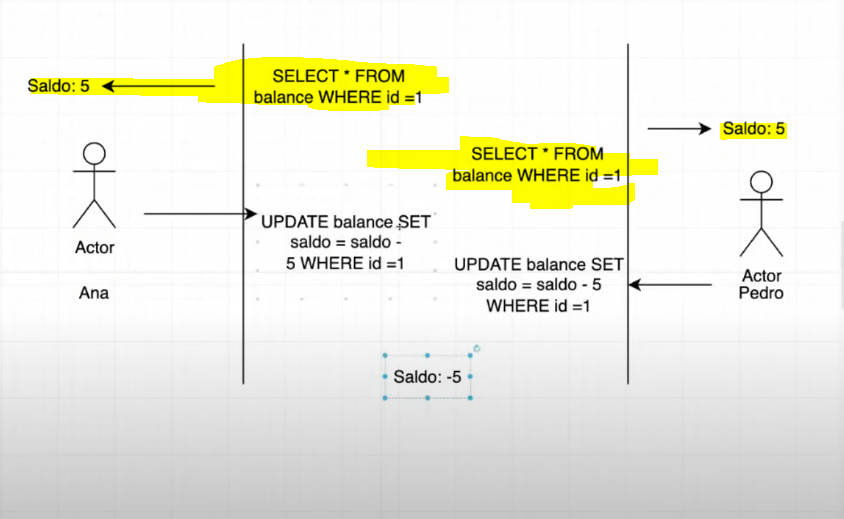 Saldo: 5
SELECT * FROM
balance WHERE id =1
Saldo: 5
SELECT * FROM
balance WHERE id =1
UPDATE balance SET
saldo = saldo -
5 WHERE id =1
Actor
Ana
UPDATE balance SET
saldo = saldo - 5
WHERE id =1
Actor
Pedro
Saldo: -5